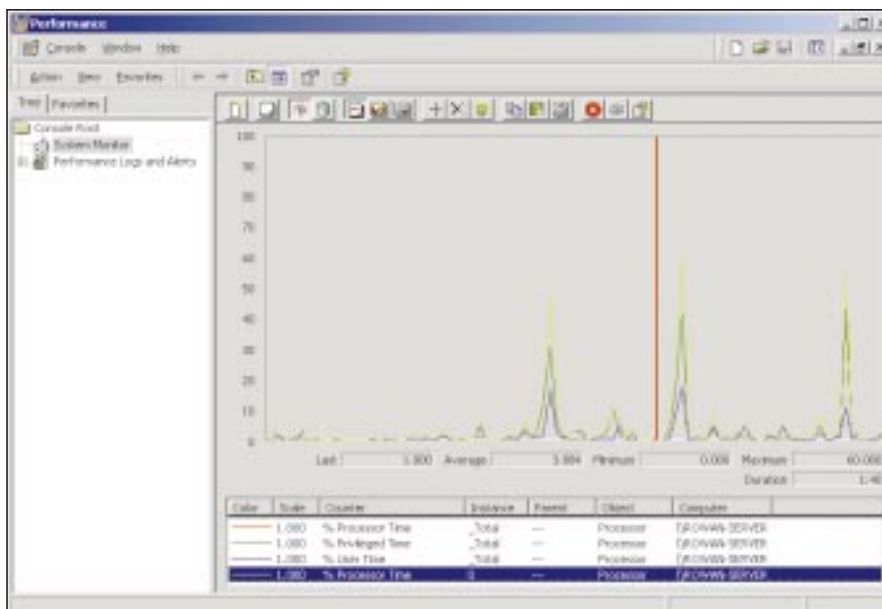 Performance
Console Window Help
Action View Favorites
Tree Favorites
Console Root
System Monitor
Performance Logs and Alerts
100
90
80
70
60
50
40
30
20
10
0
Last 1.000 Average 3.984 Minimum 0.000 Maximum 60.000
Duration 1:40
Color Scale Counter Instance Parent Object Computer
1.000 % Processor Time _Total --- Processor
1.000 % Privileged Time _Total --- Processor
1.000 % User Time _Total --- Processor
1.000 % Processor Time 0 --- Processor